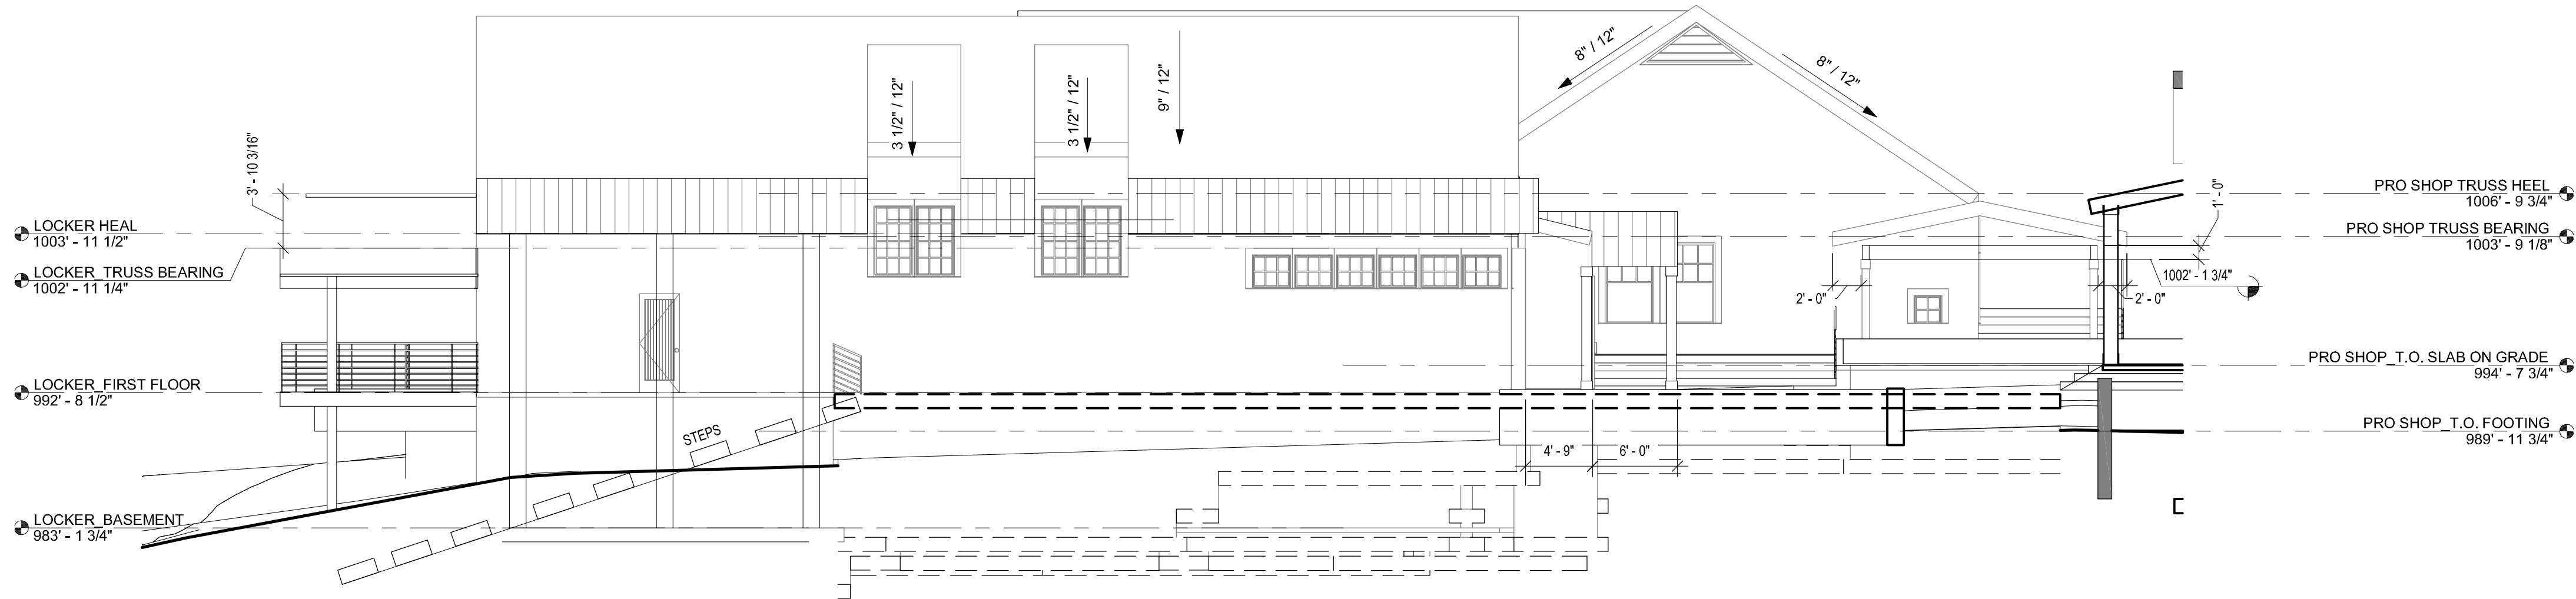 8" / 12"
8" / 12"
3 1/2" / 12"
3 1/2" / 12"
9" / 12"
3' - 10 3/16"
LOCKER HEAL
1003' - 11 1/2"
LOCKER_TRUSS BEARING
1002' - 11 1/4"
LOCKER_FIRST FLOOR
992' - 8 1/2"
LOCKER_BASEMENT
983' - 1 3/4"
STEPS
4' - 9"
6' - 0"
2' - 0"
2' - 0"
1' - 0"
1002' - 1 3/4"
PRO SHOP TRUSS HEEL
1006' - 9 3/4"
PRO SHOP TRUSS BEARING
1003' - 9 1/8"
PRO SHOP_T.O. SLAB ON GRADE
994' - 7 3/4"
PRO SHOP_T.O. FOOTING
989' - 11 3/4"